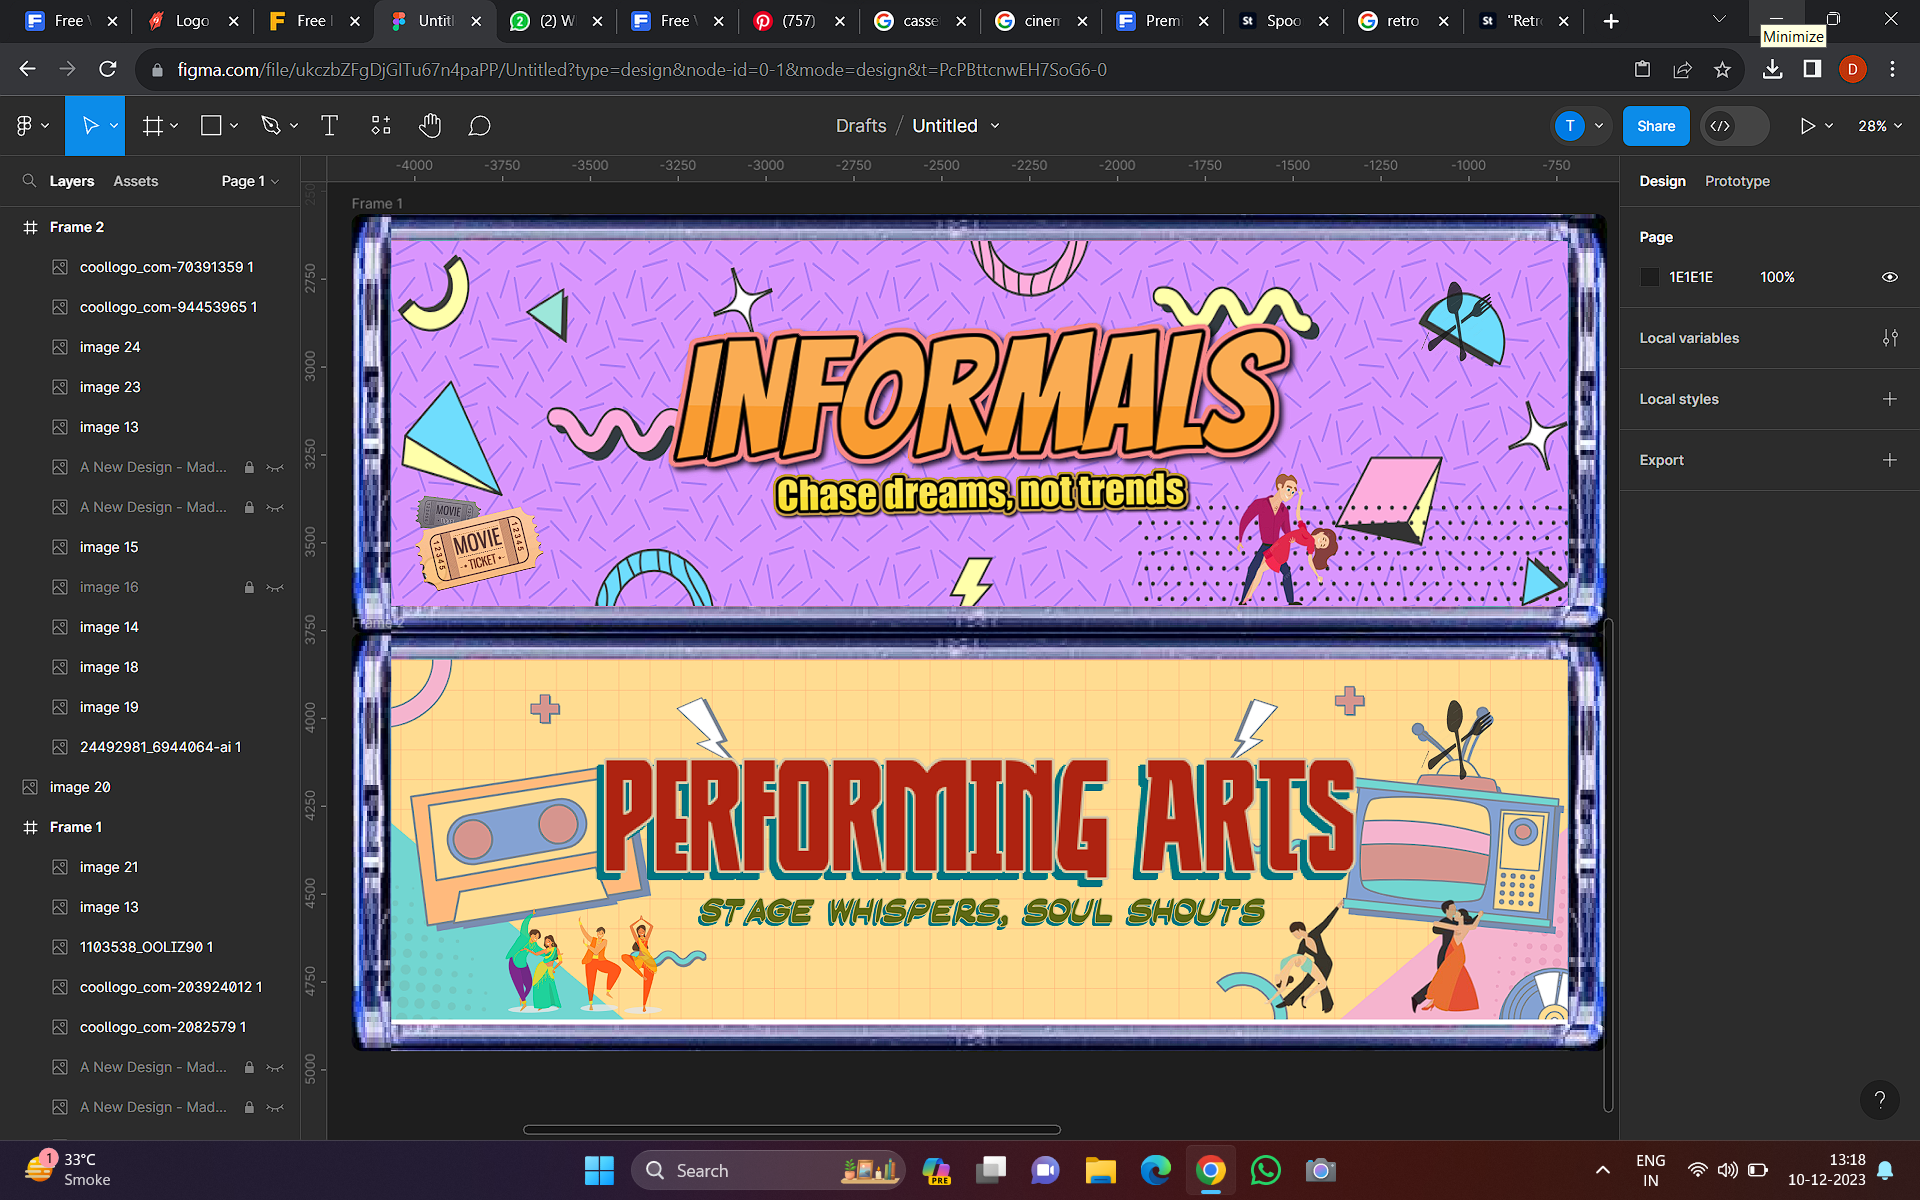 Free V
Logo
Free I
Untitl
(2) W
Free V
(757)
casse
cinem
Premi
Spoo
retro
"Retr
Minimize
figma.com/file/ukczbZFgDjGlTu67n4paPP/Untitled?type=design&node-id=0-1&mode=design&t=PcPBttcnwEH7SoG6-0
D
Drafts / Untitled
T
Share
28%
Layers Assets Page 1
-4000 -3750 -3500 -3250 -3000 -2750 -2500 -2250 -2000 -1750 -1500 -1250 -1000 -750
Design Prototype
Frame 2
coollogo_com-70391359 1
coollogo_com-94453965 1
image 24
image 23
image 13
A New Design - Mad...
A New Design - Mad...
image 15
image 16
image 14
image 18
image 19
24492981_6944064-ai 1
image 20
Frame 1
image 21
image 13
1103538_OOLIZ90 1
coollogo_com-203924012 1
coollogo_com-2082579 1
A New Design - Mad...
A New Design - Mad...
2750
3000
3250
3500
3750
4000
4250
4500
4750
5000
Frame 1
INFORMALS
Chase dreams, not trends
MOVIE
MOVIE
TICKET
12345
12345
Frame 2
PERFORMING ARTS
STAGE WHISPERS, SOUL SHOUTS
Page
1E1E1E 100%
Local variables
Local styles
Export
?
1
33°C
Smoke
Search
PRE
ENG
IN
13:18
10-12-2023